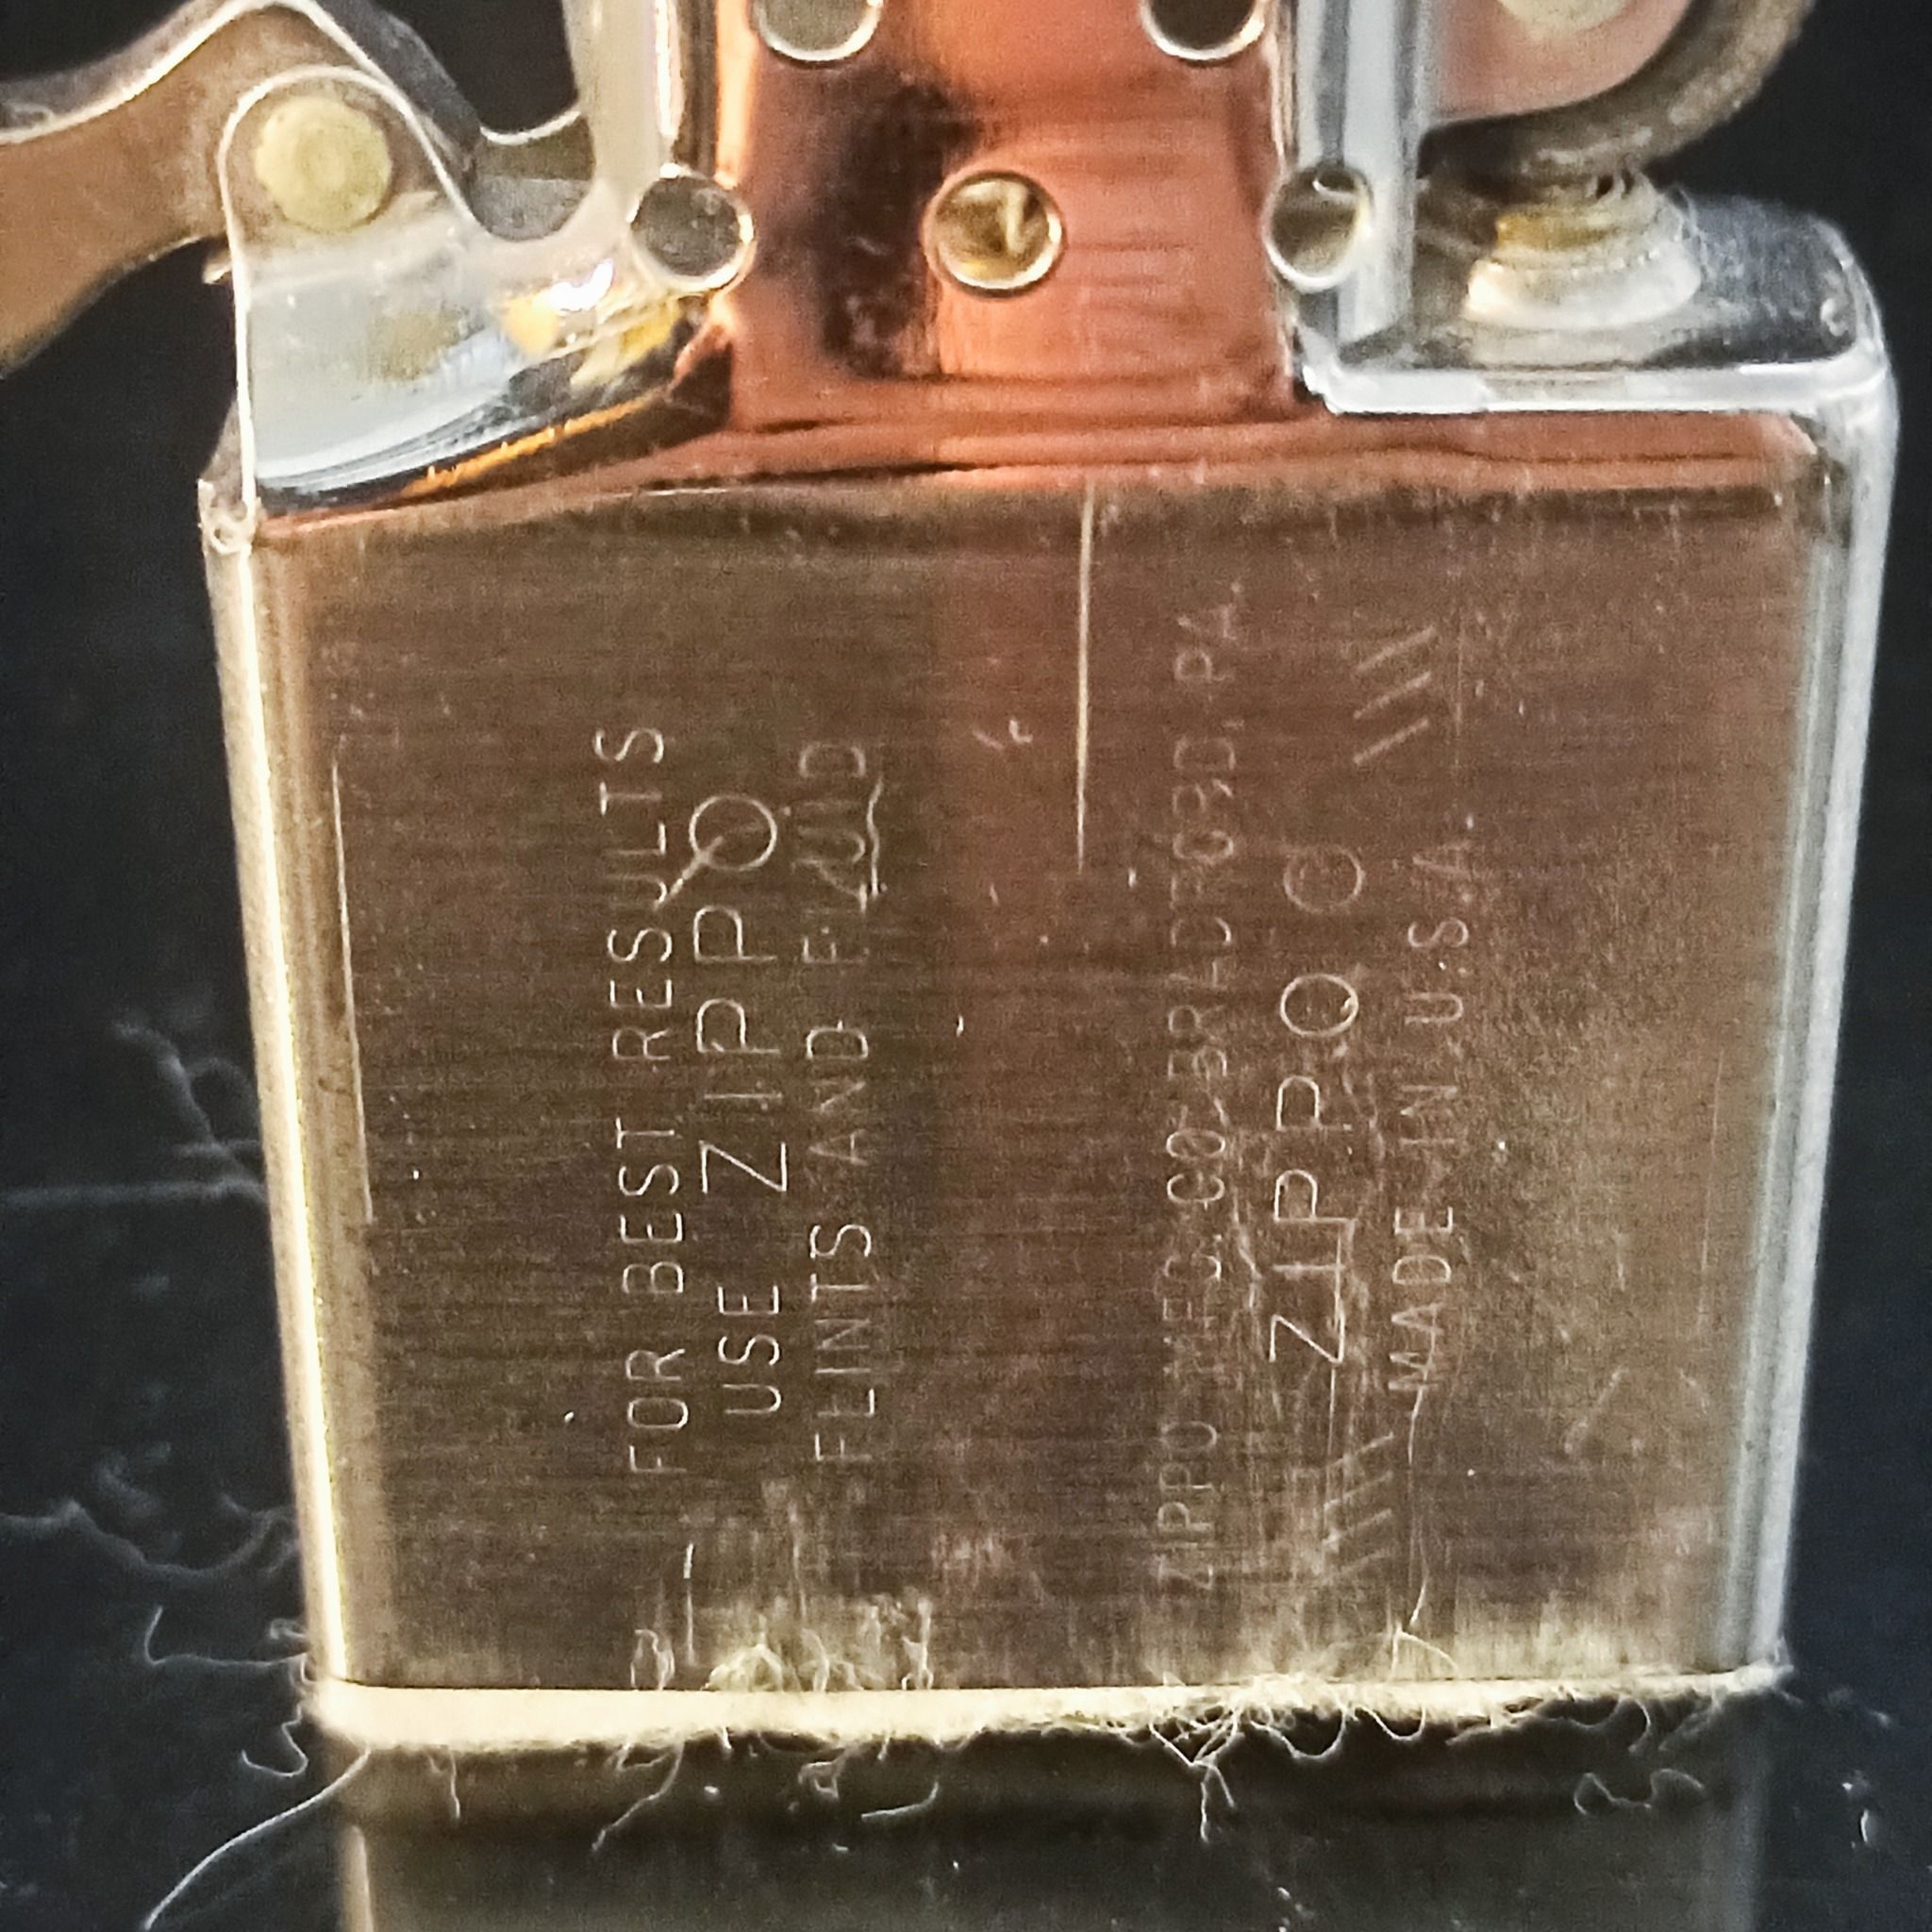 FOR BEST RESULTS
USE ZIPPO
FLINTS AND FLUID
ZIPPO MFG. CO. BRADFORD, PA.
//// ZIPPO ® ////
MADE IN U.S.A.